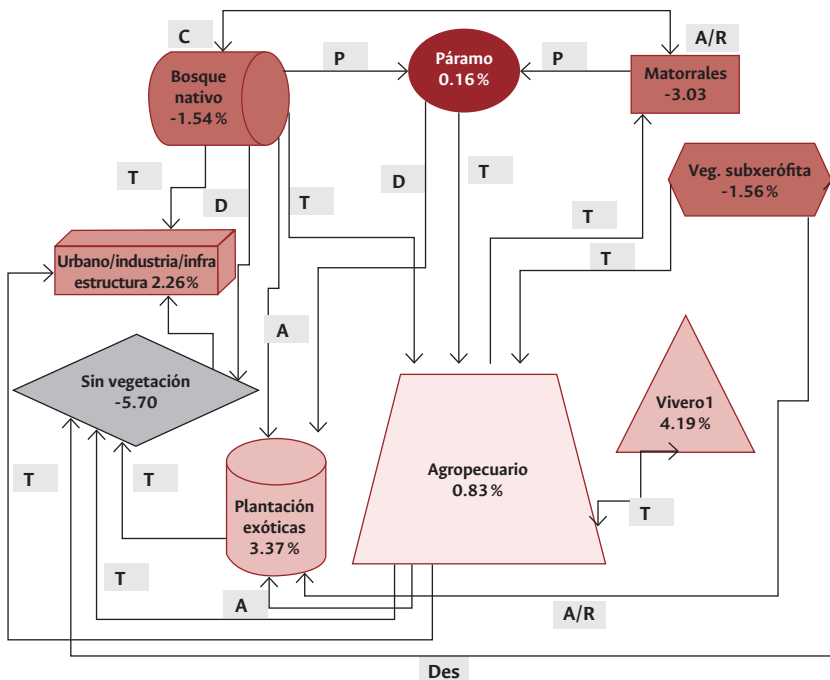 C
A/R
P
P
Bosque
nativo
-1.54%
Páramo
0.16%
Matorrales
-3.03
T
D
T
D
T
T
Veg. subxerófita
-1.56%
T
Urbano/industria/infra
estructura 2.26%
A
Sin vegetación
-5.70
Vivero1
4.19%
T
T
Plantación
exóticas
3.37%
Agropecuario
0.83%
T
T
A
A/R
Des